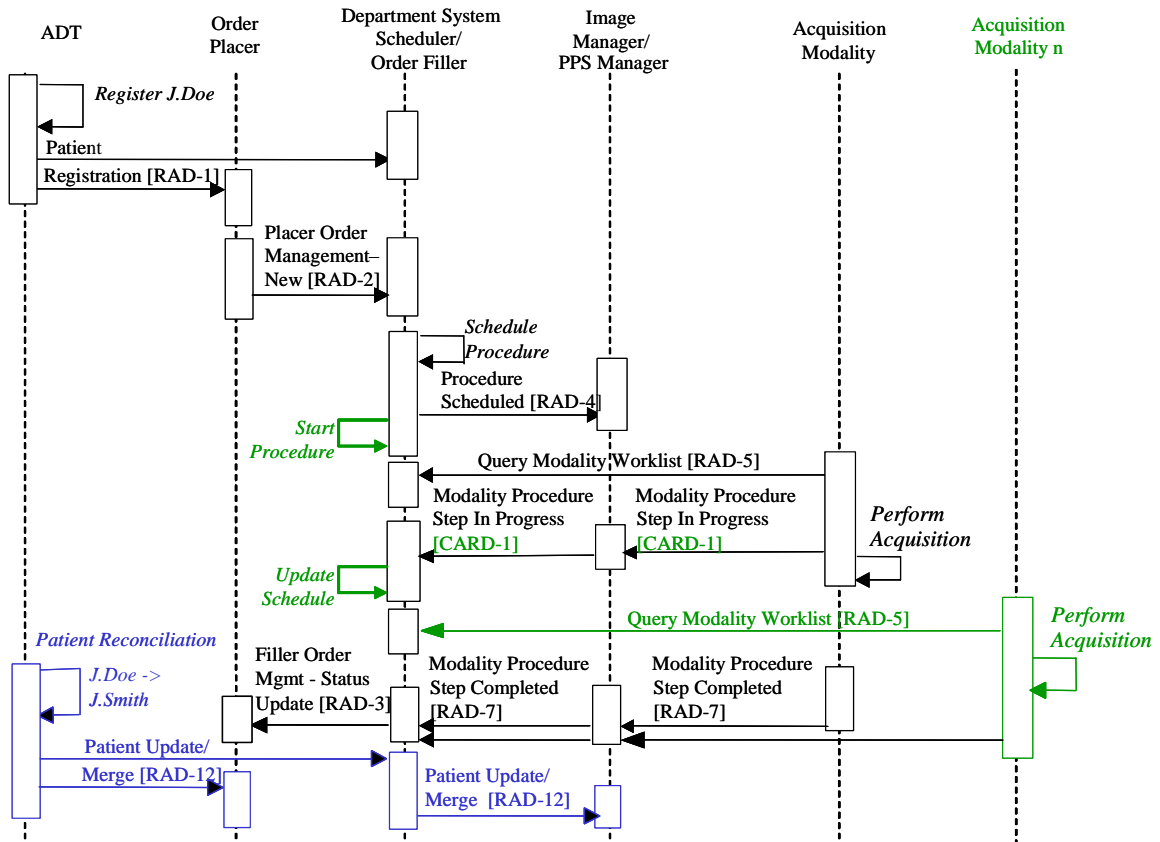 ADT
Order
Placer
Department System
Scheduler/
Order Filler
Image
Manager/
PPS Manager
Acquisition
Modality
Acquisition
Modality n
Register J.Doe
Patient
Registration [RAD-1]
Placer Order
Management–
New [RAD-2]
Schedule
Procedure
Procedure
Scheduled [RAD-4]
Start
Procedure
Query Modality Worklist [RAD-5]
Modality Procedure
Step In Progress
[CARD-1]
Modality Procedure
Step In Progress
[CARD-1]
Perform
Acquisition
Update
Schedule
Query Modality Worklist [RAD-5]
Perform
Acquisition
Patient Reconciliation
J.Doe ->
J.Smith
Filler Order
Mgmt - Status
Update [RAD-3]
Modality Procedure
Step Completed
[RAD-7]
Modality Procedure
Step Completed
[RAD-7]
Patient Update/
Merge [RAD-12]
Patient Update/
Merge [RAD-12]